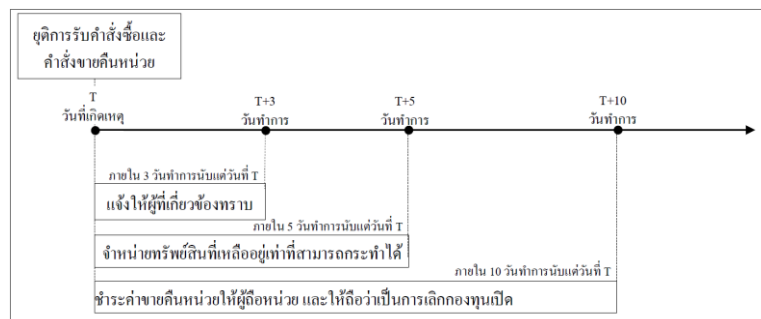 ยุติการรับคำสั่งซื้อและ
คำสั่งขายคืนหน่วย
T
วันที่เกิดเหตุ
T+3
วันทำการ
T+5
วันทำการ
T+10
วันทำการ
ภายใน 3 วันทำการนับแต่วันที่ T
แจ้งให้ผู้ที่เกี่ยวข้องทราบ
ภายใน 5 วันทำการนับแต่วันที่ T
จำหน่ายทรัพย์สินที่เหลืออยู่เท่าที่สามารถกระทำได้
ภายใน 10 วันทำการนับแต่วันที่ T
ชำระค่าขายคืนหน่วยให้ผู้ถือหน่วย และให้ถือว่าเป็นการเลิกกองทุนเปิด